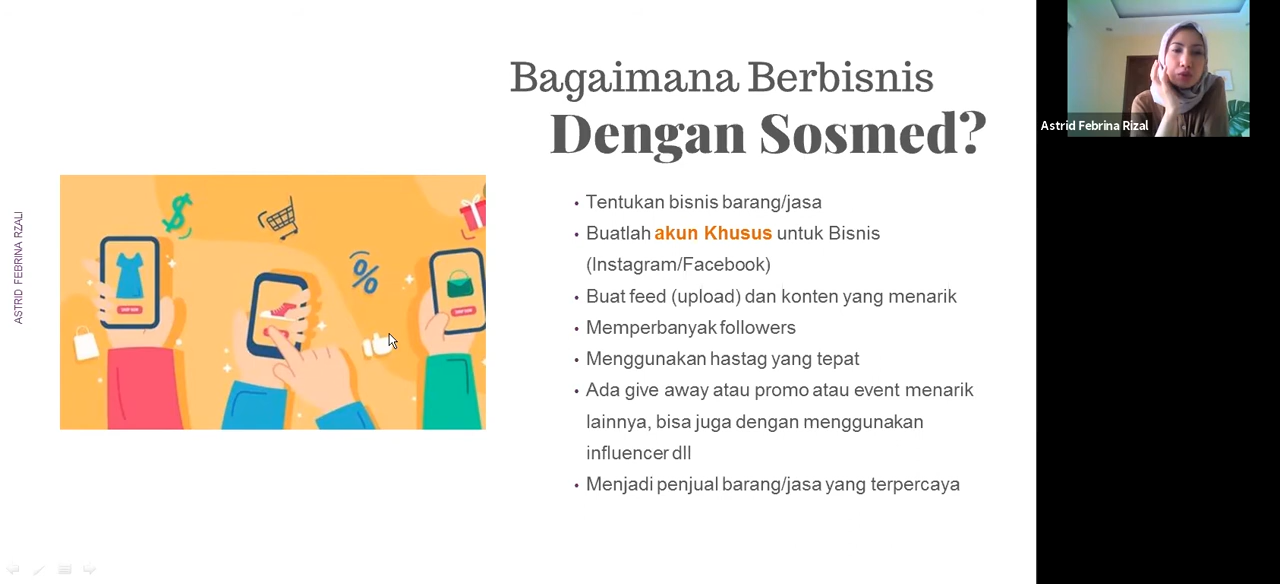 Bagaimana Berbisnis
Dengan Sosmed?
• Tentukan bisnis barang/jasa
• Buatlah akun Khusus untuk Bisnis
(Instagram/Facebook)
• Buat feed (upload) dan konten yang menarik
• Memperbanyak followers
• Menggunakan hastag yang tepat
• Ada give away atau promo atau event menarik
lainnya, bisa juga dengan menggunakan
influencer dll
• Menjadi penjual barang/jasa yang terpercaya
ASTRID FEBRINA RZALI
$
%
Astrid Febrina Rizal